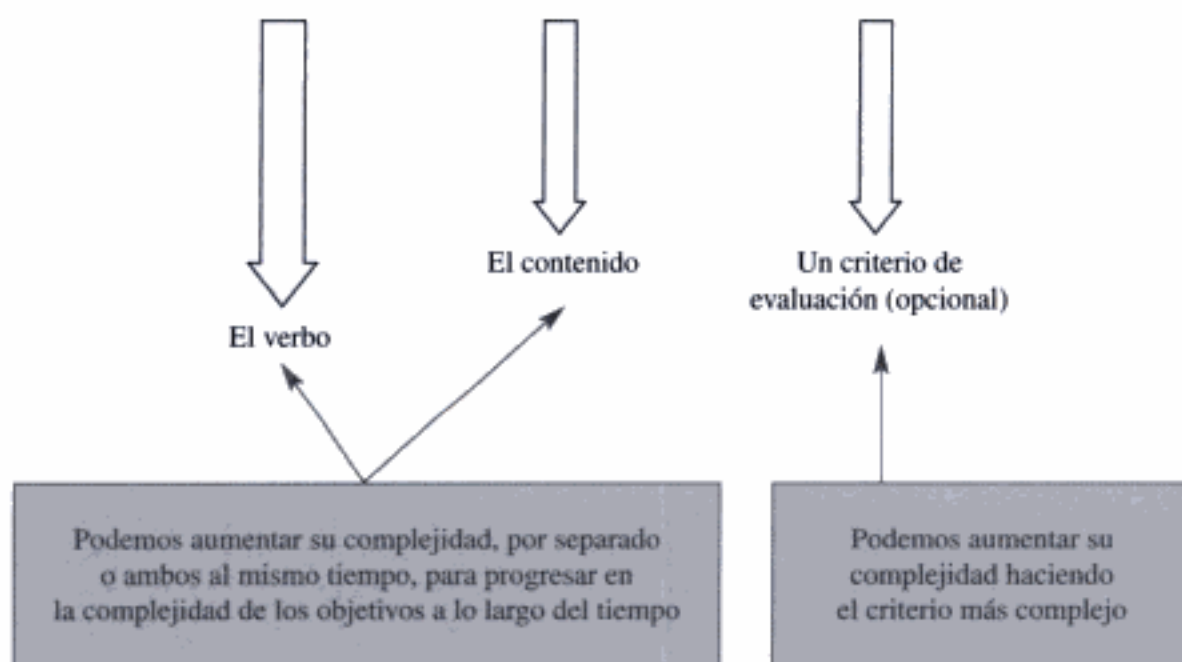 El contenido
Un criterio de
evaluación (opcional)
El verbo
Podemos aumentar su complejidad, por separado
o ambos al mismo tiempo, para progresar en
la complejidad de los objetivos a lo largo del tiempo
Podemos aumentar su
complejidad haciendo
el criterio más complejo